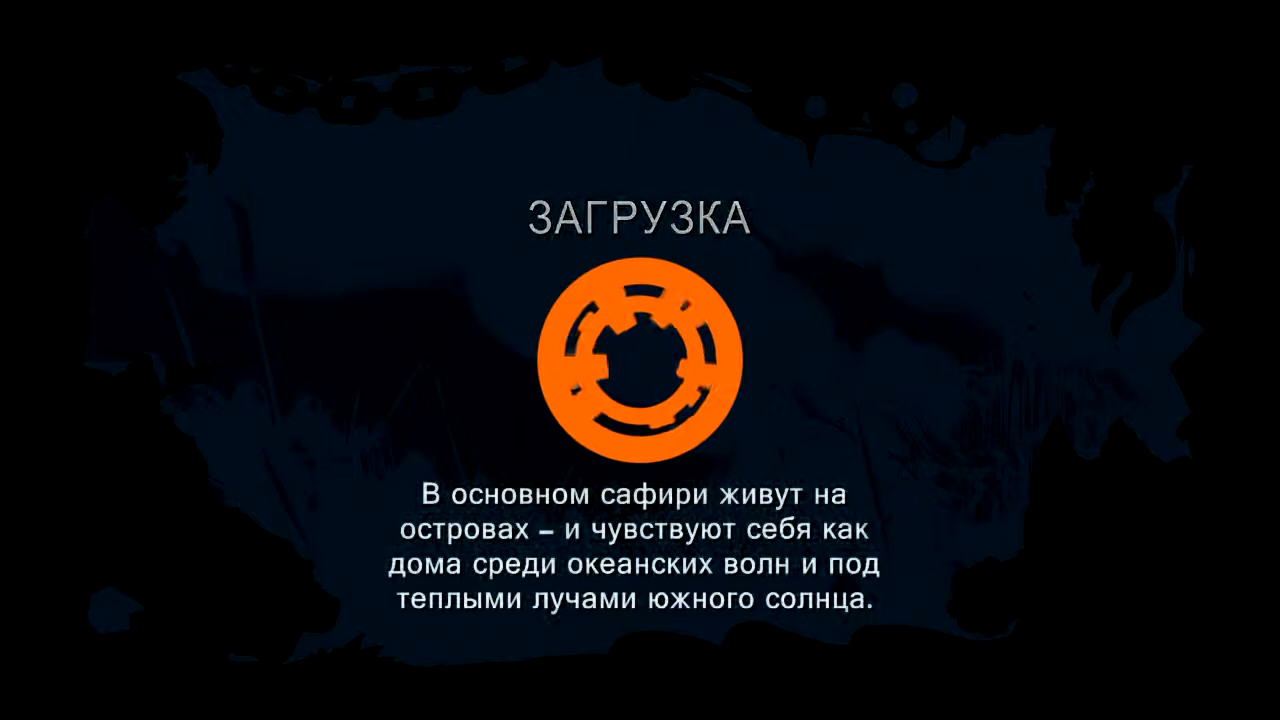 ЗАГРУЗКА
В основном сафири живут на
островах – и чувствуют себя как
дома среди океанских волн и под
теплыми лучами южного солнца.